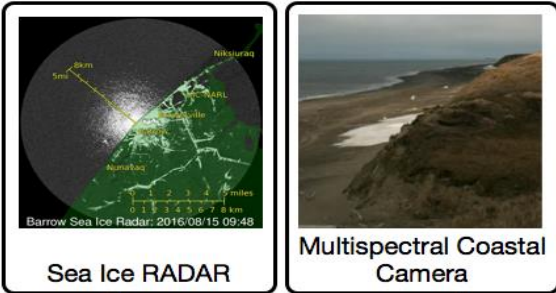 Niksiuraq
8km
5mi
NARL
Nunavaq
0 1 2 3 4 5 miles
0 1 2 3 4 5 6 7 8 km
Barrow Sea Ice Radar: 2016/08/15 09:48
Sea Ice RADAR
Multispectral Coastal
Camera